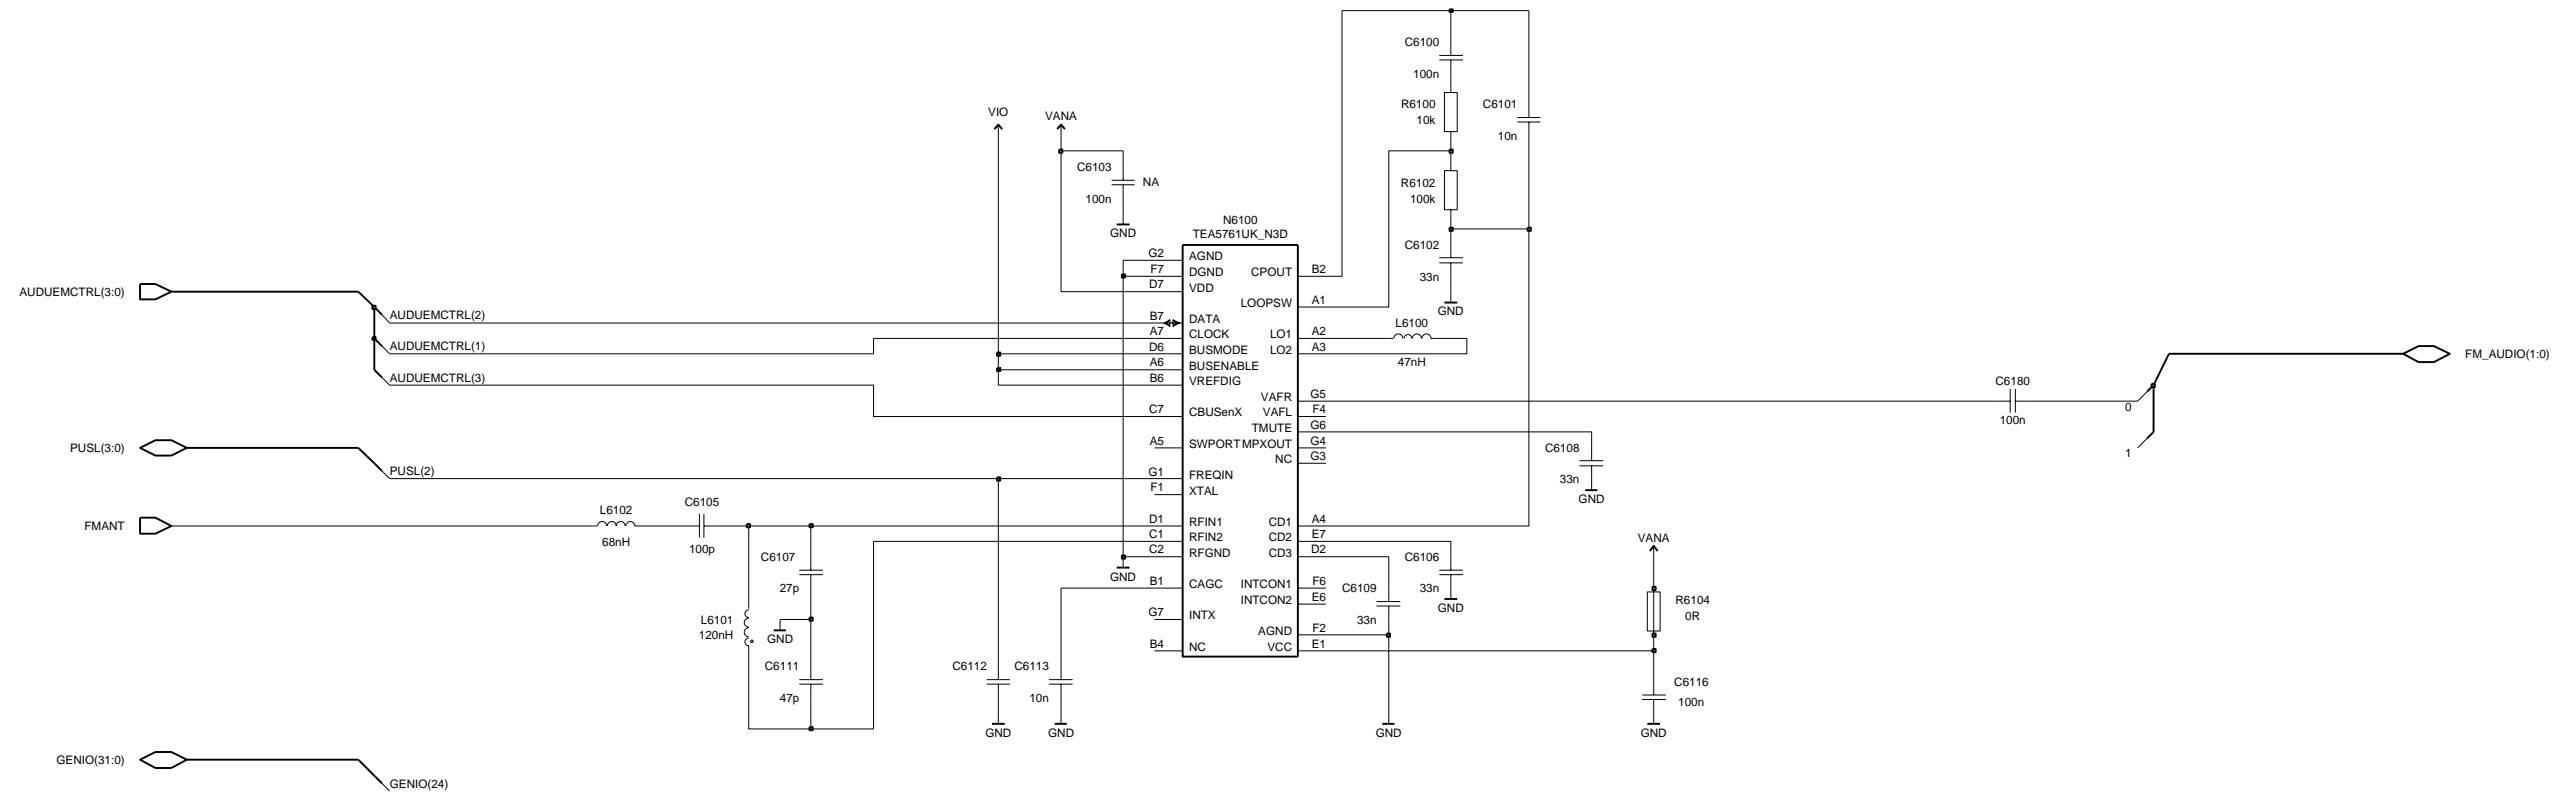 C6100
100n
R6100
10k
C6101
10n
VIO
VANA
C6103
NA
100n
GND
R6102
100k
N6100
TEA5761UK_N3D
C6102
33n
GND
AUDUEMCTRL(3:0)
AUDUEMCTRL(2)
AUDUEMCTRL(1)
AUDUEMCTRL(3)
PUSL(3:0)
PUSL(2)
FMANT
L6102
68nH
C6105
100p
C6107
27p
L6101
120nH
GND
C6111
47p
C6112
GND
C6113
10n
GND
GND
G2 AGND
F7 DGND
D7 VDD
B7 DATA
A7 CLOCK
D6 BUSMODE
A6 BUSENABLE
B6 VREFDIG
C7 CBUSenX
A5 SWPORT
G1 FREQIN
F1 XTAL
D1 RFIN1
C1 RFIN2
C2 RFGND
B1 CAGC
G7 INTX
B4 NC
CPOUT B2
LOOPSW A1
LO1 A2
LO2 A3
VAFR G5
VAFL F4
TMUTE G6
MPXOUT G4
NC G3
CD1 A4
CD2 E7
CD3 D2
INTCON1 F6
INTCON2 E6
AGND F2
VCC E1
L6100
47nH
C6108
33n
GND
C6106
33n
GND
C6109
33n
GND
VANA
R6104
0R
C6116
100n
GND
C6180
100n
0
1
FM_AUDIO(1:0)
GENIO(31:0)
GENIO(24)